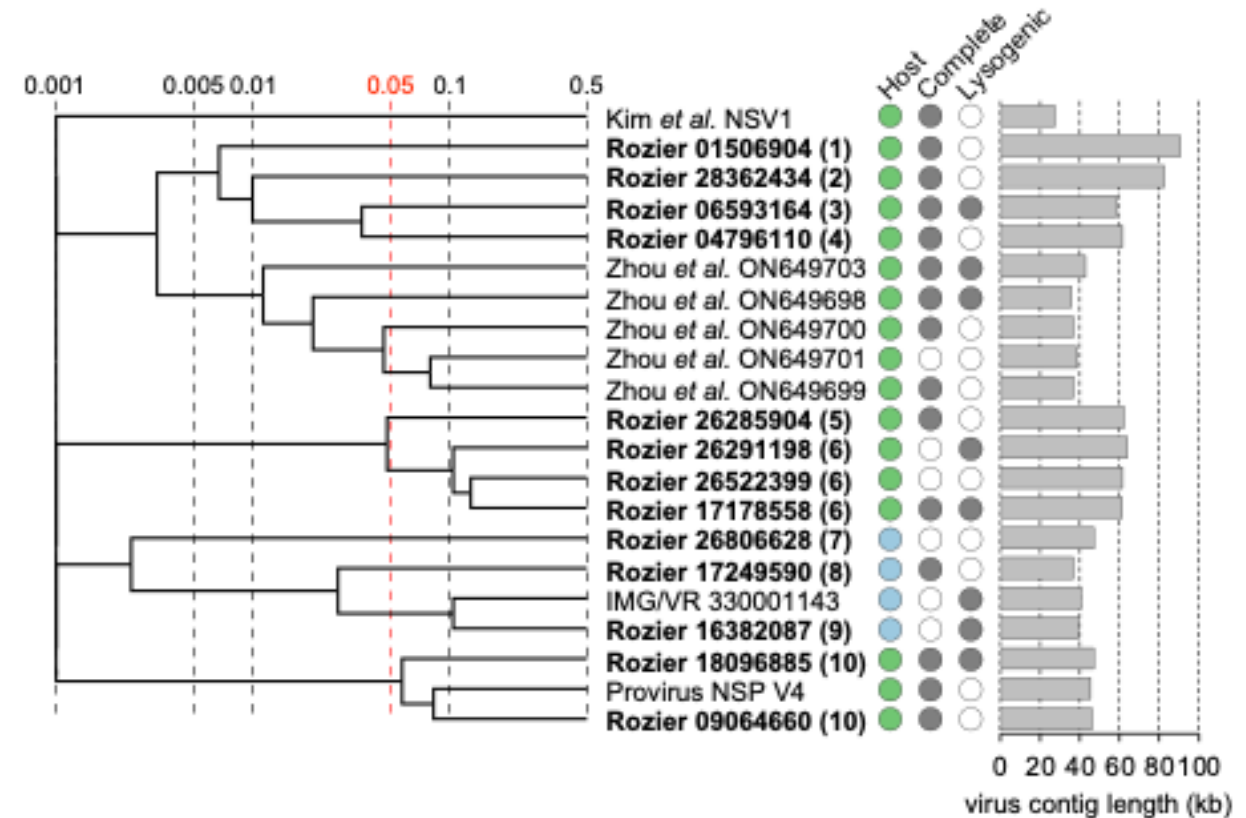 Host
Complete
Lysogenic
0.001 0.005 0.01 0.05 0.1 0.5
Kim et al. NSV1
Rozier 01506904 (1)
Rozier 28362434 (2)
Rozier 06593164 (3)
Rozier 04796110 (4)
Zhou et al. ON649703
Zhou et al. ON649698
Zhou et al. ON649700
Zhou et al. ON649701
Zhou et al. ON649699
Rozier 26285904 (5)
Rozier 26291198 (6)
Rozier 26522399 (6)
Rozier 17178558 (6)
Rozier 26806628 (7)
Rozier 17249590 (8)
IMG/VR 330001143
Rozier 16382087 (9)
Rozier 18096885 (10)
Provirus NSP V4
Rozier 09064660 (10)
0 20 40 60 80 100
virus contig length (kb)